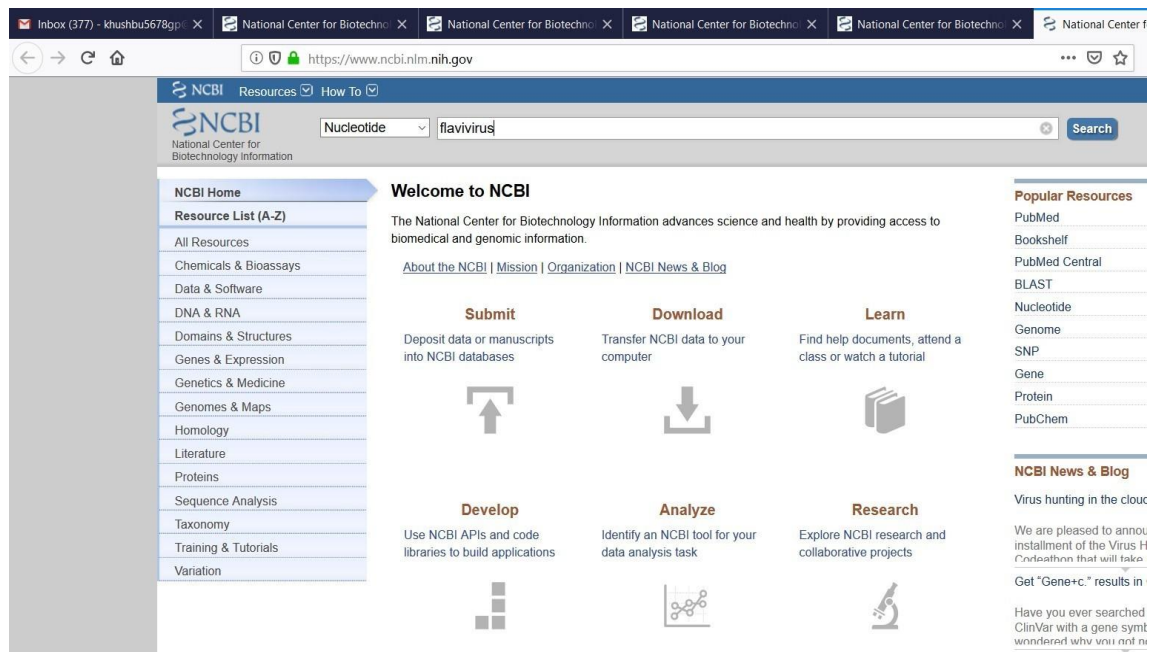 Inbox (377) - khushbu5678gp
National Center for Biotechno
National Center for Biotechno
National Center for Biotechno
National Center for Biotechno
National Center f
https://www.ncbi.nlm.nih.gov
NCBI Resources How To
NCBI
National Center for
Biotechnology Information
Nucleotide
flavivirus
Search
NCBI Home
Resource List (A-Z)
All Resources
Chemicals & Bioassays
Data & Software
DNA & RNA
Domains & Structures
Genes & Expression
Genetics & Medicine
Genomes & Maps
Homology
Literature
Proteins
Sequence Analysis
Taxonomy
Training & Tutorials
Variation
Welcome to NCBI
The National Center for Biotechnology Information advances science and health by providing access to
biomedical and genomic information.
About the NCBI | Mission | Organization | NCBI News & Blog
Submit
Deposit data or manuscripts
into NCBI databases
Download
Transfer NCBI data to your
computer
Learn
Find help documents, attend a
class or watch a tutorial
Develop
Use NCBI APIs and code
libraries to build applications
Analyze
Identify an NCBI tool for your
data analysis task
Research
Explore NCBI research and
collaborative projects
Popular Resources
PubMed
Bookshelf
PubMed Central
BLAST
Nucleotide
Genome
SNP
Gene
Protein
PubChem
NCBI News & Blog
Virus hunting in the cloud
We are pleased to annou
installment of the Virus H
Codeathon that will take
Get "Gene+c." results in
Have you ever searched
ClinVar with a gene symb
wondered why you got n